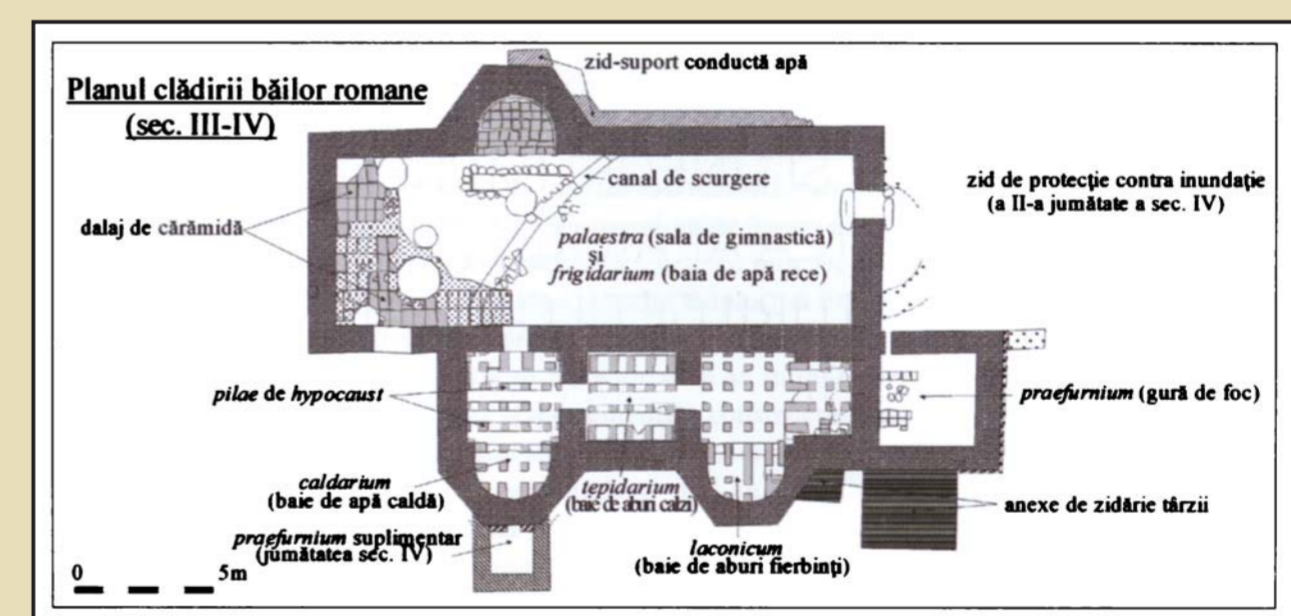 zid-suport conductă apă
Planul clădirii băilor romane
(sec. III-IV)
canal de scurgere
zid de protecție contra inundație
(a II-a jumătate a sec. IV)
dalaj de cărămidă
palaestra (sala de gimnastică)
și
frigidarium (baia de apă rece)
pilae de hypocaust
praefurnium (gură de foc)
caldarium
(baie de apă caldă)
tepidarium
(baie de aburi calzi)
anexe de zidărie târzii
praefurnium suplimentar
(jumătatea sec. IV)
laconicum
(baie de aburi fierbinți)
0 5m